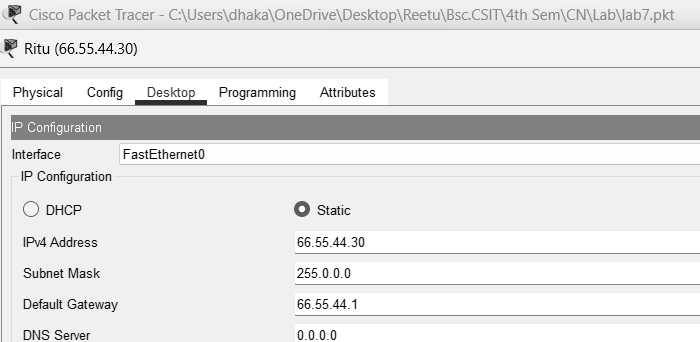 Cisco Packet Tracer - C:\Users\dhaka\OneDrive\Desktop\Reetu\Bsc.CSIT\4th Sem\CN\Lab\lab7.pkt
Ritu (66.55.44.30)
Physical Config Desktop Programming Attributes
IP Configuration
Interface FastEthernet0
IP Configuration
DHCP Static
IPv4 Address 66.55.44.30
Subnet Mask 255.0.0.0
Default Gateway 66.55.44.1
DNS Server 0.0.0.0